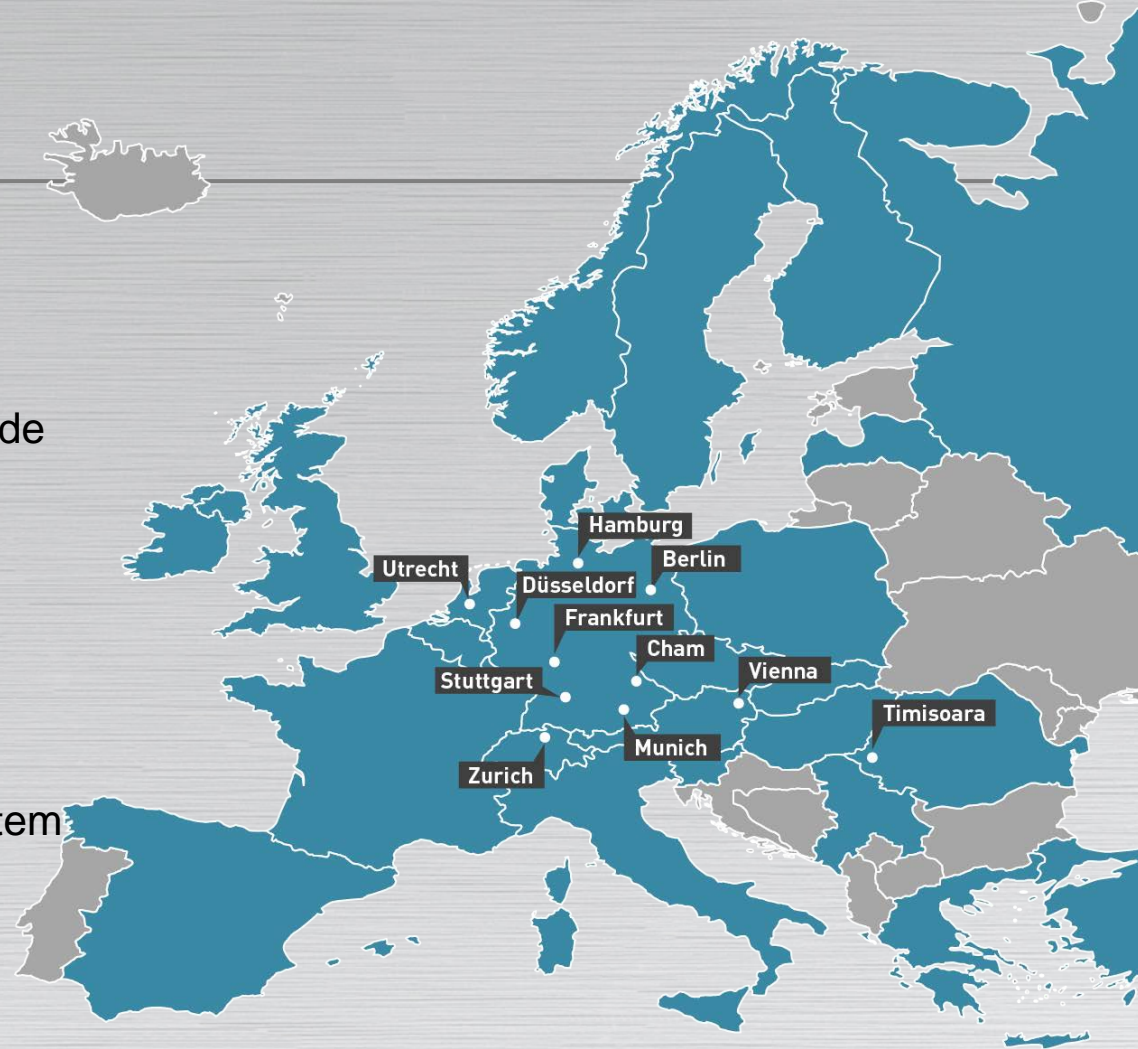 de
Hamburg
Berlin
Utrecht
Düsseldorf
Frankfurt
Cham
Vienna
Stuttgart
Timisoara
Munich
Zurich
tem